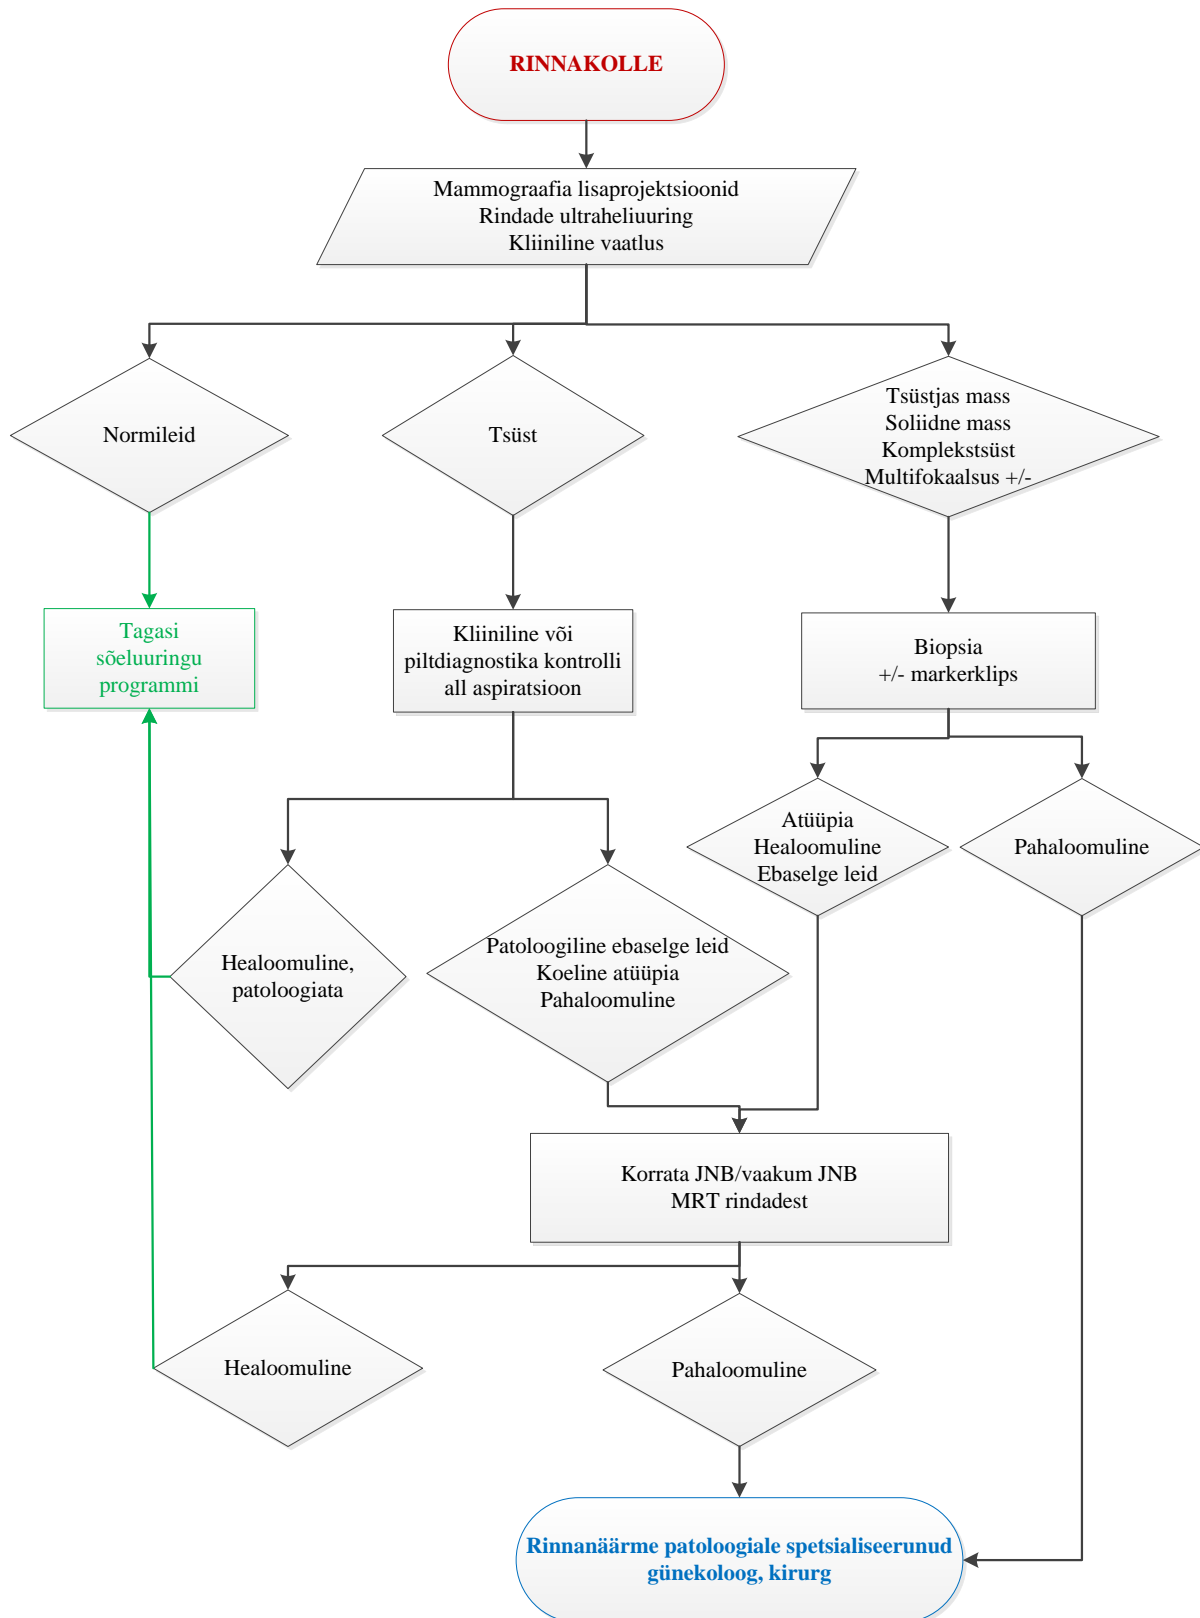 RINNAKOLLE
Mammograafia lisaprojektsioonid
Rindade ultraheliuuring
Kliiniline vaatlus
Normileid
Tsüst
Tsüstjas mass
Soliidne mass
Komplekstsüst
Multifokaalsus +/-
Tagasi
sõeluuringu
programmi
Kliiniline või
piltdiagnostika kontrolli
all aspiratsioon
Biopsia
+/- markerklips
Atüüpia
Healoomuline
Ebaselge leid
Pahaloomuline
Healoomuline,
patoloogiata
Patoloogiline ebaselge leid
Koeline atüüpia
Pahaloomuline
Korrata JNB/vaakum JNB
MRT rindadest
Healoomuline
Pahaloomuline
Rinnanäärme patoloogiale spetsialiseerunud
günekoloog, kirurg